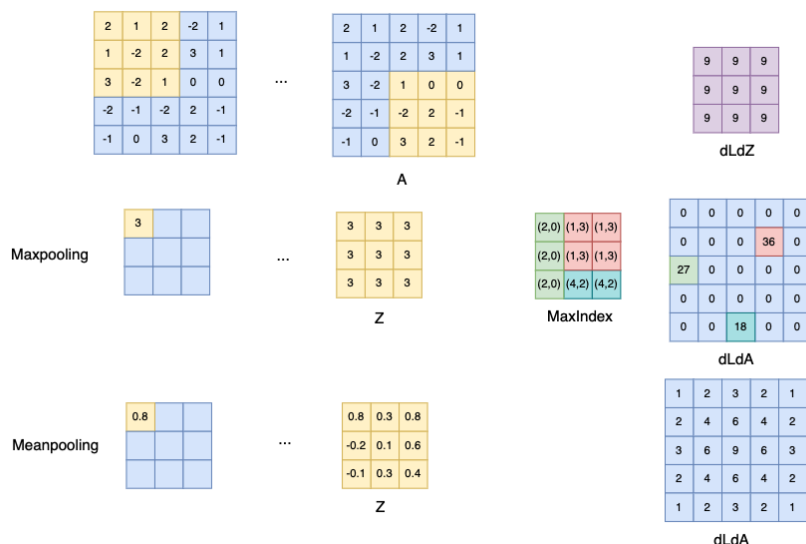 2 1 2 -2 1
1 -2 2 3 1
3 -2 1 0 0
-2 -1 -2 2 -1
-1 0 3 2 -1
...
2 1 2 -2 1
1 -2 2 3 1
3 -2 1 0 0
-2 -1 -2 2 -1
-1 0 3 2 -1
A
9 9 9
9 9 9
9 9 9
dLdZ
Maxpooling
3
...
3 3 3
3 3 3
3 3 3
Z
(2,0) (1,3) (1,3)
(2,0) (1,3) (1,3)
(2,0) (4,2) (4,2)
MaxIndex
0 0 0 0 0
0 0 0 36 0
27 0 0 0 0
0 0 0 0 0
0 0 18 0 0
dLdA
Meanpooling
0.8
...
0.8 0.3 0.8
-0.2 0.1 0.6
-0.1 0.3 0.4
Z
1 2 3 2 1
2 4 6 4 2
3 6 9 6 3
2 4 6 4 2
1 2 3 2 1
dLdA